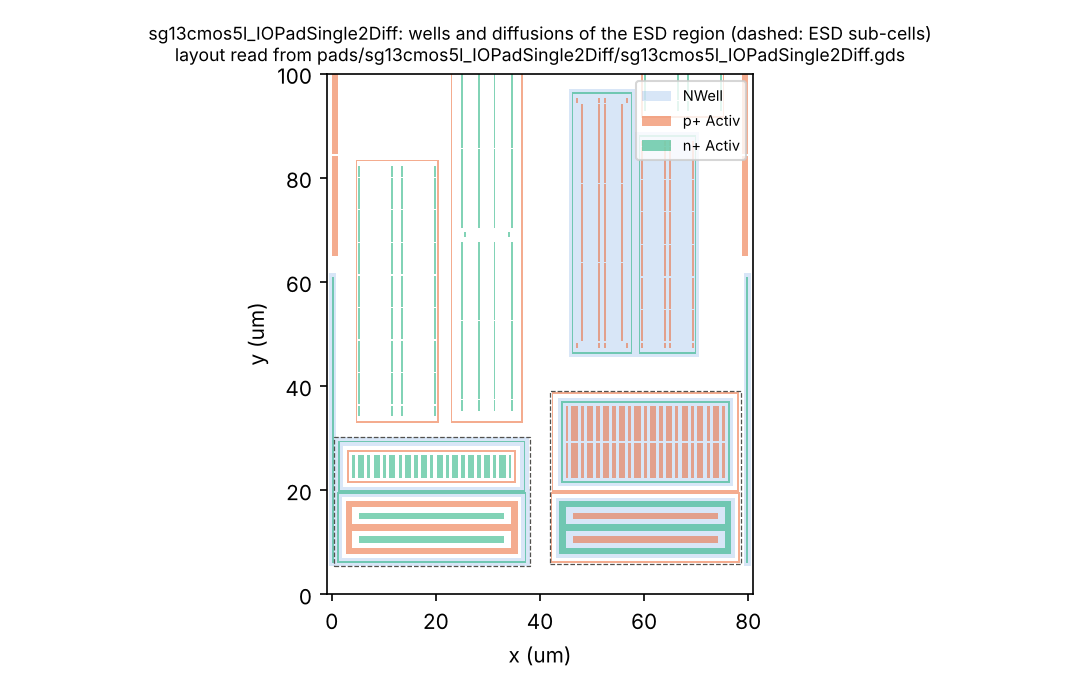 sg13cmos5l_IOPadSingle2Diff: wells and diffusions of the ESD region (dashed: ESD sub-cells)
layout read from pads/sg13cmos5l_IOPadSingle2Diff/sg13cmos5l_IOPadSingle2Diff.gds
100
80
60
40
20
0
y (um)
NWell
p+ Activ
n+ Activ
0
20
40
60
80
x (um)